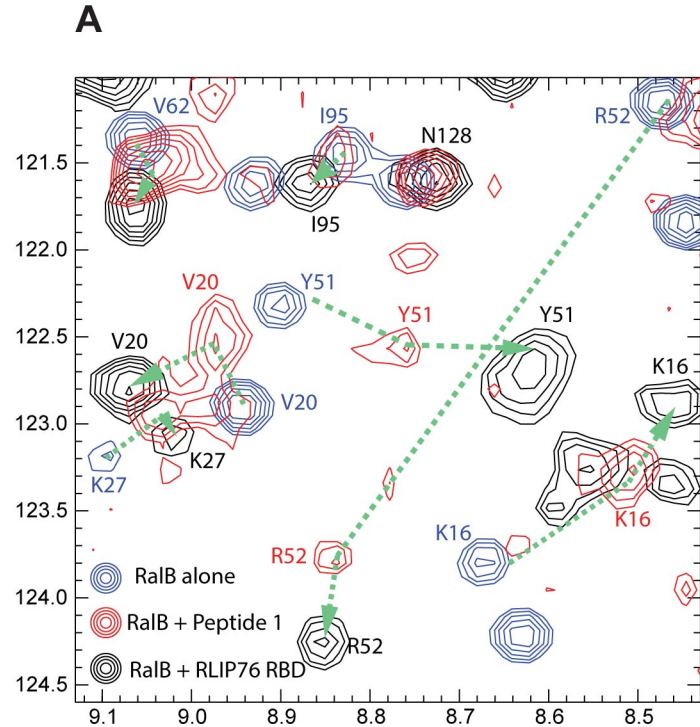 A
V62
I95
N128
R52
121.5
I95
122.0
V20
Y51
Y51
Y51
122.5
V20
K16
123.0
V20
K27
K27
123.5
K16
K16
R52
124.0
RalB alone
RalB + Peptide 1
R52
RalB + RLIP76 RBD
124.5
9.1 9.0 8.9 8.8 8.7 8.6 8.5